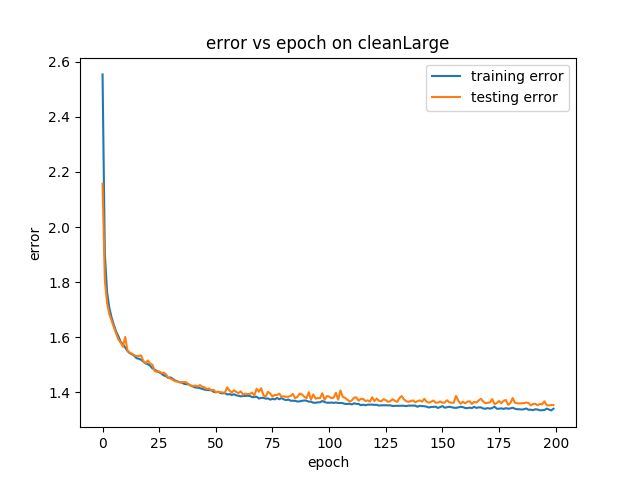 error vs epoch on cleanLarge
training error
testing error
error
2.6
2.4
2.2
2.0
1.8
1.6
1.4
0 25 50 75 100 125 150 175 200
epoch